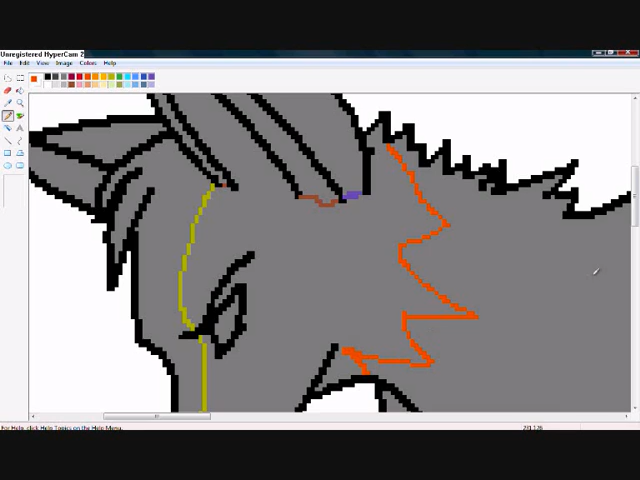 Unregistered HyperCam 2
File Edit View Image Colors Help
For Help, click Help Topics on the Help Menu.
281,126